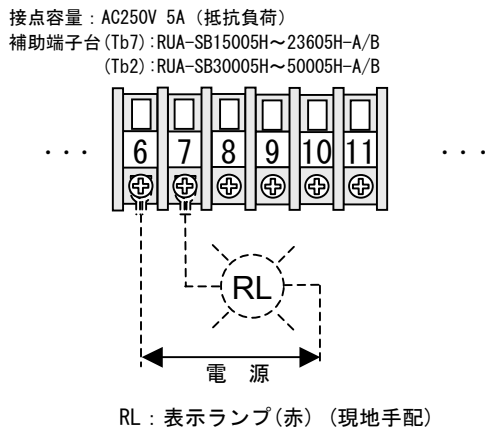 接点容量：AC250V 5A（抵抗負荷）
補助端子台(Tb7)：RUA-SB15005H～23605H-A/B
(Tb2)：RUA-SB30005H～50005H-A/B
・・・ 6 7 8 9 10 11 ・・・
RL
電 源
RL：表示ランプ(赤)（現地手配）